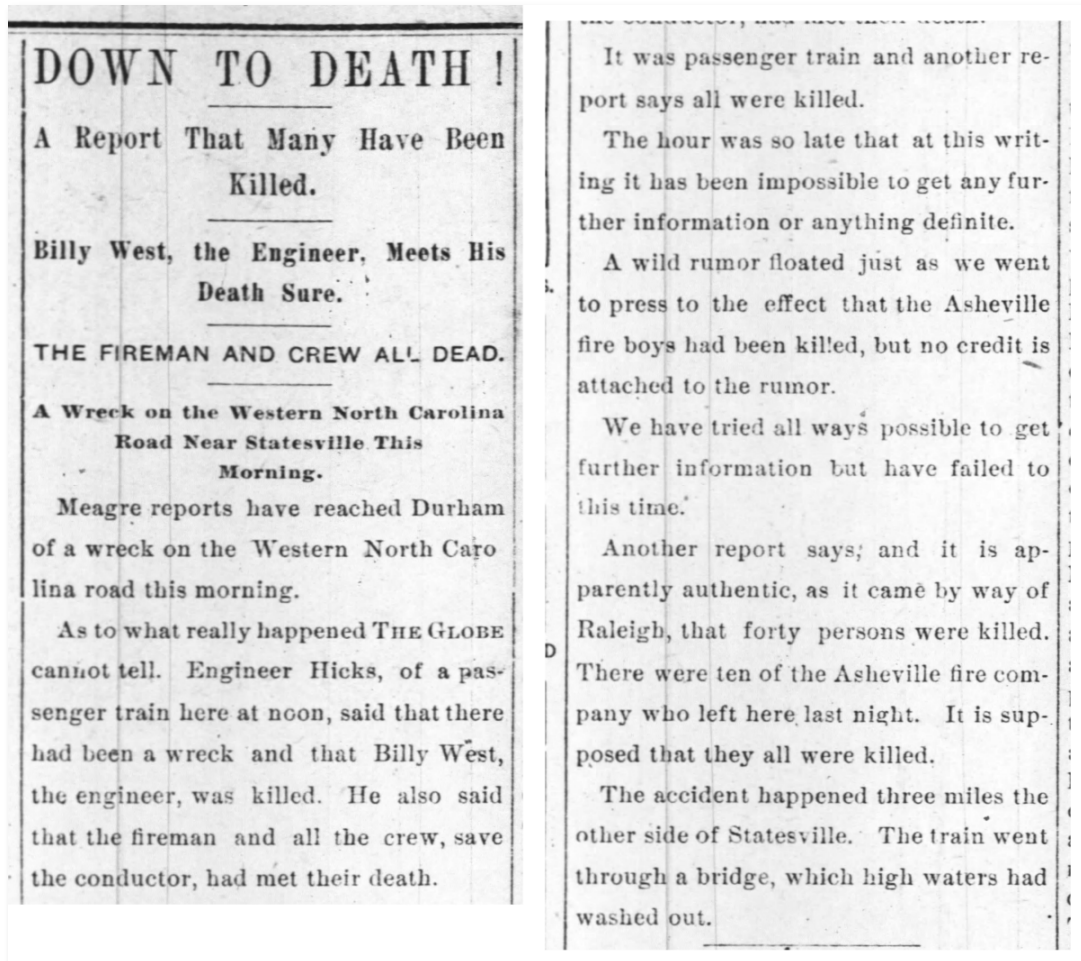 DOWN TO DEATH !
A Report That Many Have Been
Killed.
Billy West, the Engineer, Meets His
Death Sure.
THE FIREMAN AND CREW ALL DEAD.
A Wreck on the Western North Carolina
Road Near Statesville This
Morning.
Meagre reports have reached Durham
of a wreck on the Western North Caro
lina road this morning.
As to what really happened THE GLOBE
cannot tell. Engineer Hicks, of a pas-
senger train here at noon, said that there
had been a wreck and that Billy West,
the engineer, was killed. He also said
that the fireman and all the crew, save
the conductor, had met their death.
the conductor, had met their death.
It was passenger train and another re-
port says all were killed.
The hour was so late that at this writ-
ing it has been impossible to get any fur-
ther information or anything definite.
A wild rumor floated just as we went
to press to the effect that the Asheville
fire boys had been killed, but no credit is
attached to the rumor.
We have tried all ways possible to get
further information but have failed to
this time.
Another report says, and it is ap-
parently authentic, as it came by way of
Raleigh, that forty persons were killed.
There were ten of the Asheville fire com-
pany who left here last night. It is sup-
posed that they all were killed.
The accident happened three miles the
other side of Statesville. The train went
through a bridge, which high waters had
washed out.